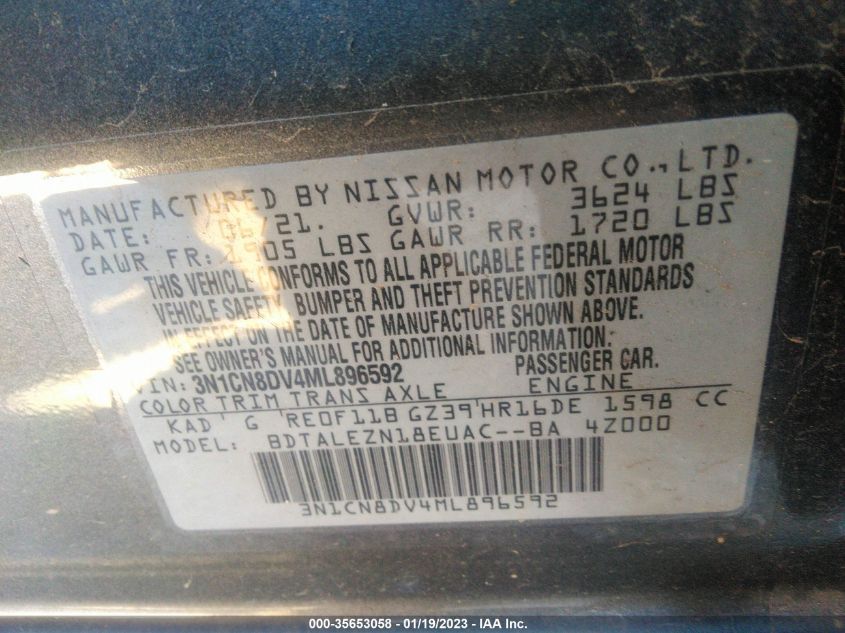 MANUFACTURED BY NISSAN MOTOR CO., LTD.
DATE: 06/21. GVWR: 3624 LBS
GAWR FR: 1905 LBS GAWR RR: 1720 LBS
THIS VEHICLE CONFORMS TO ALL APPLICABLE FEDERAL MOTOR
VEHICLE SAFETY, BUMPER AND THEFT PREVENTION STANDARDS
IN EFFECT ON THE DATE OF MANUFACTURE SHOWN ABOVE.
SEE OWNER'S MANUAL FOR ADDITIONAL INFORMATION.
VIN: 3N1CN8DV4ML896592 PASSENGER CAR.
COLOR TRIM TRANS AXLE ENGINE
KAD G RE0F11B GZ39 HR16DE 1598 CC
MODEL: BDTALEZN18EUAC--BA 4Z000
3N1CN8DV4ML896592
000-35653058 - 01/19/2023 - IAA Inc.